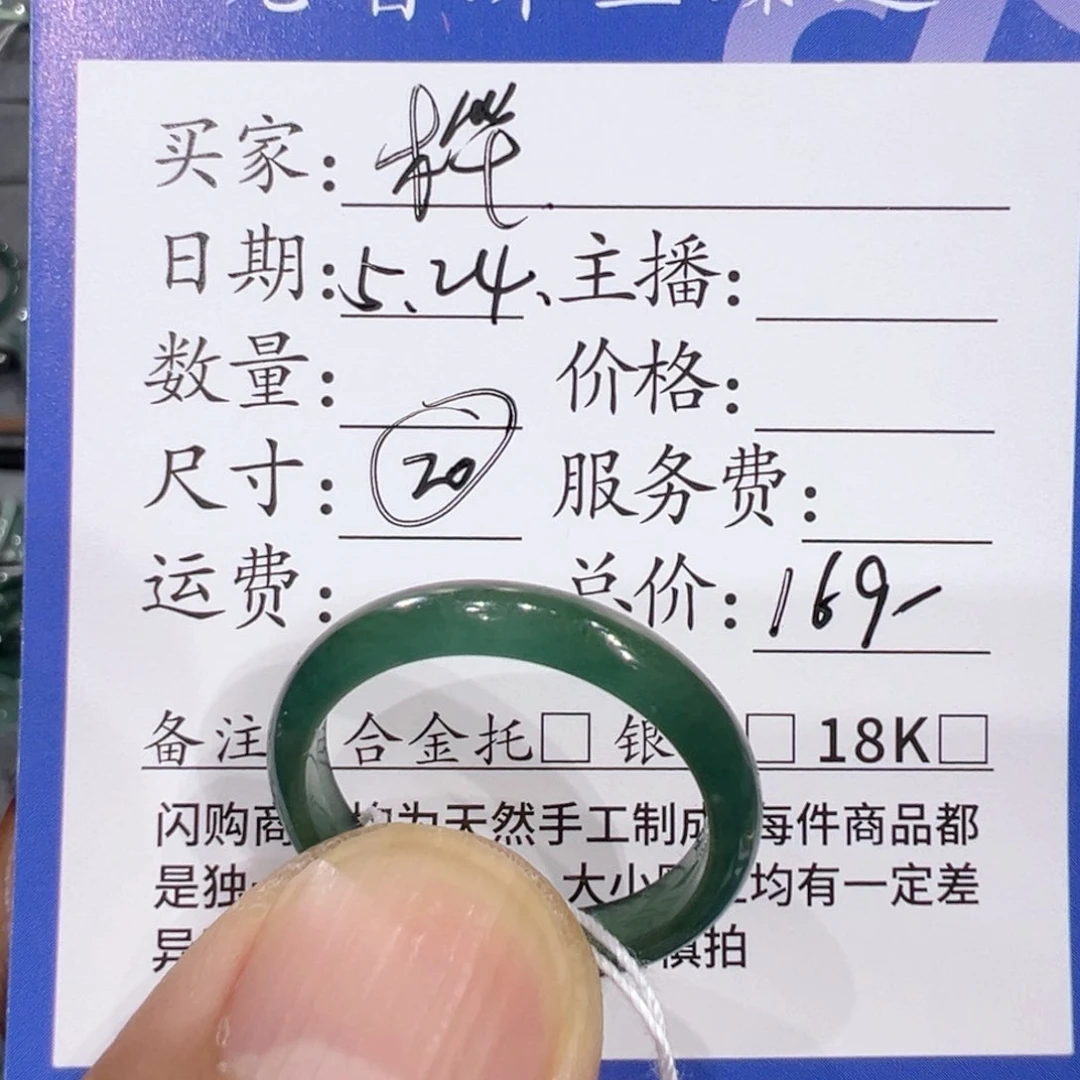 买家：
日期：5.24、主播：
数量：价格：
尺寸：20 服务费：
运费：总价：169-
备注 合金托□ 银 □ 18K□
闪购商 均为天然手工制成 每件商品都
是独 大小 均有一定差
异 慎拍